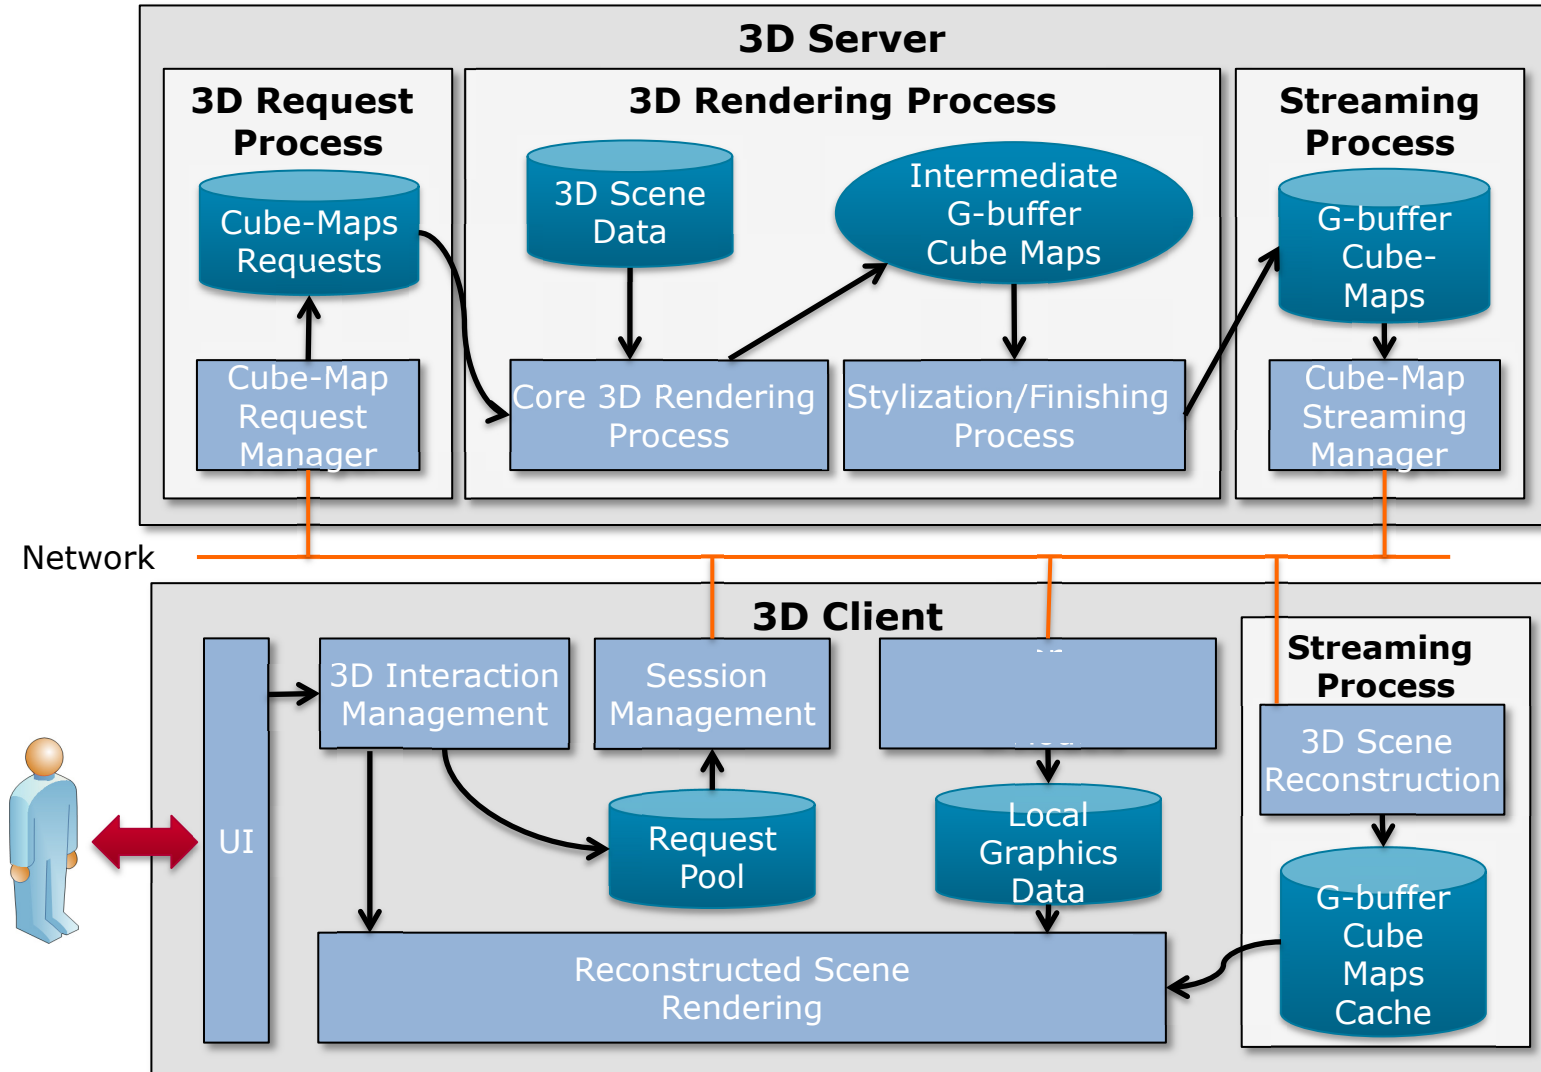 3D Server
3D Request
Process
3D Rendering Process
Streaming
Process
Cube-Maps
Requests
3D Scene
Data
Intermediate
G-buffer
Cube Maps
G-buffer
Cube-
Maps
Cube-Map
Request
Manager
Core 3D Rendering
Process
Stylization/Finishing
Process
Cube-Map
Streaming
Manager
Network
3D Client
UI
3D Interaction
Management
Session
Management
Streaming
Process
3D Scene
Reconstruction
Request
Pool
Local
Graphics
Data
G-buffer
Cube
Maps
Cache
Reconstructed Scene
Rendering